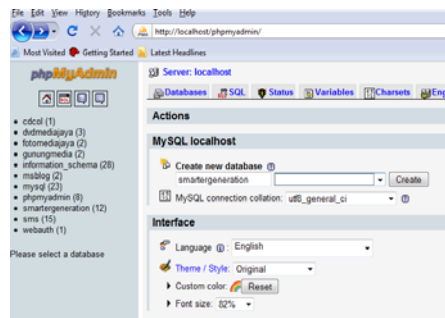 File Edit View History Bookmarks Tools Help
http://localhost/phpmyadmin/
Most Visited Getting Started Latest Headlines
phpMyAdmin
cdcol (1)
dvdmediajaya (3)
fotomediajaya (2)
gunungmedia (2)
information_schema (28)
msblog (2)
mysql (23)
phpmyadmin (8)
smartergeneration (12)
sms (15)
webauth (1)
Please select a database
Server: localhost
Databases SQL Status Variables Charsets Eng
Actions
MySQL localhost
Create new database
smartergeneration Create
MySQL connection collation: utf8_general_ci
Interface
Language : English
Theme / Style: Original
Custom color: Reset
Font size: 82%